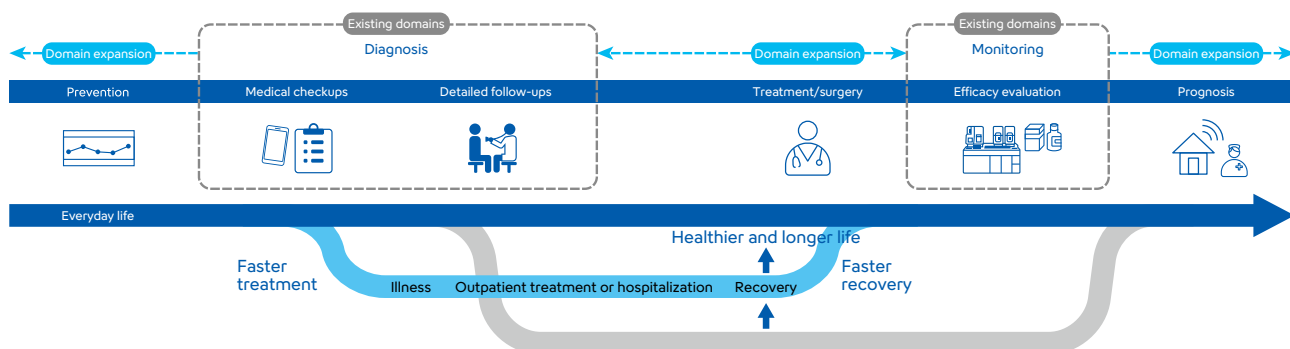 Existing domains
Existing domains
Domain expansion
Diagnosis
Domain expansion
Monitoring
Domain expansion
Prevention
Medical checkups
Detailed follow-ups
Treatment/surgery
Efficacy evaluation
Prognosis
Everyday life
Healthier and longer life
Faster
treatment
Faster
recovery
Illness
Outpatient treatment or hospitalization
Recovery